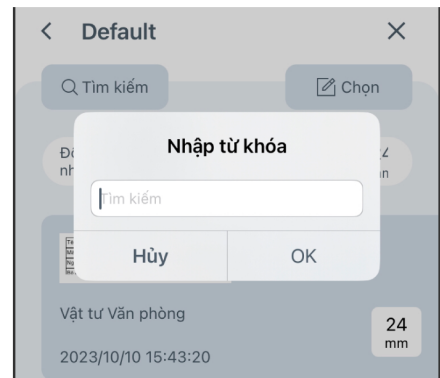 Default
Tìm kiếm
Chọn
Nhập từ khóa
Tìm kiếm
Hủy
OK
Vật tư Văn phòng
24
mm
2023/10/10 15:43:20